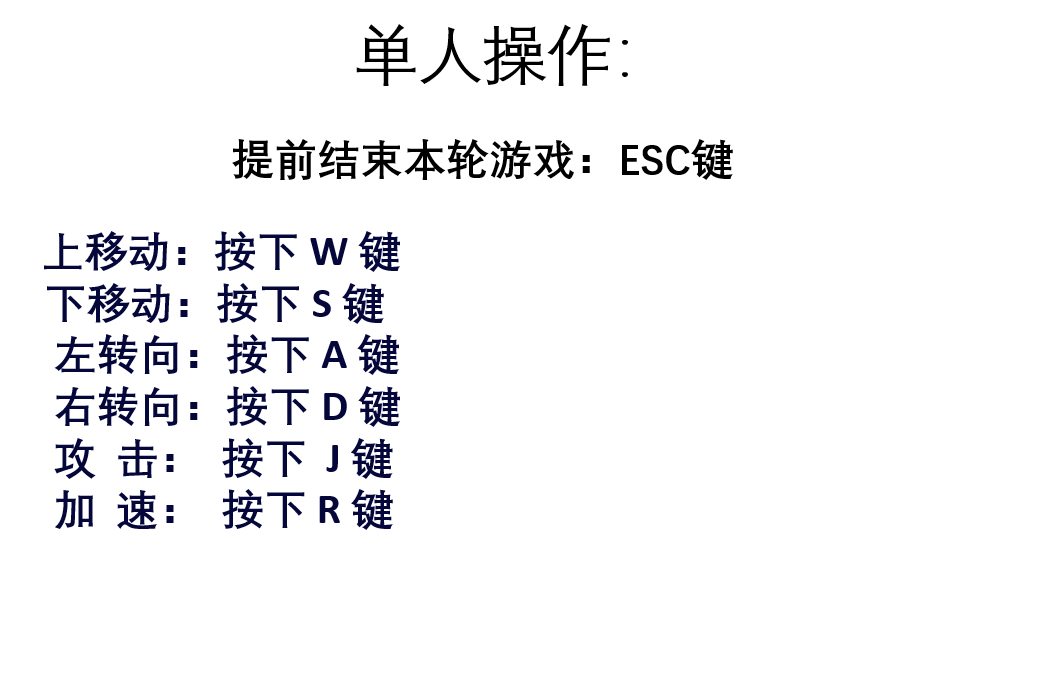 单人操作：
提前结束本轮游戏：ESC键
上移动：按下 W 键
下移动：按下 S 键
左转向：按下 A 键
右转向：按下 D 键
攻 击： 按下 J 键
加 速： 按下 R 键